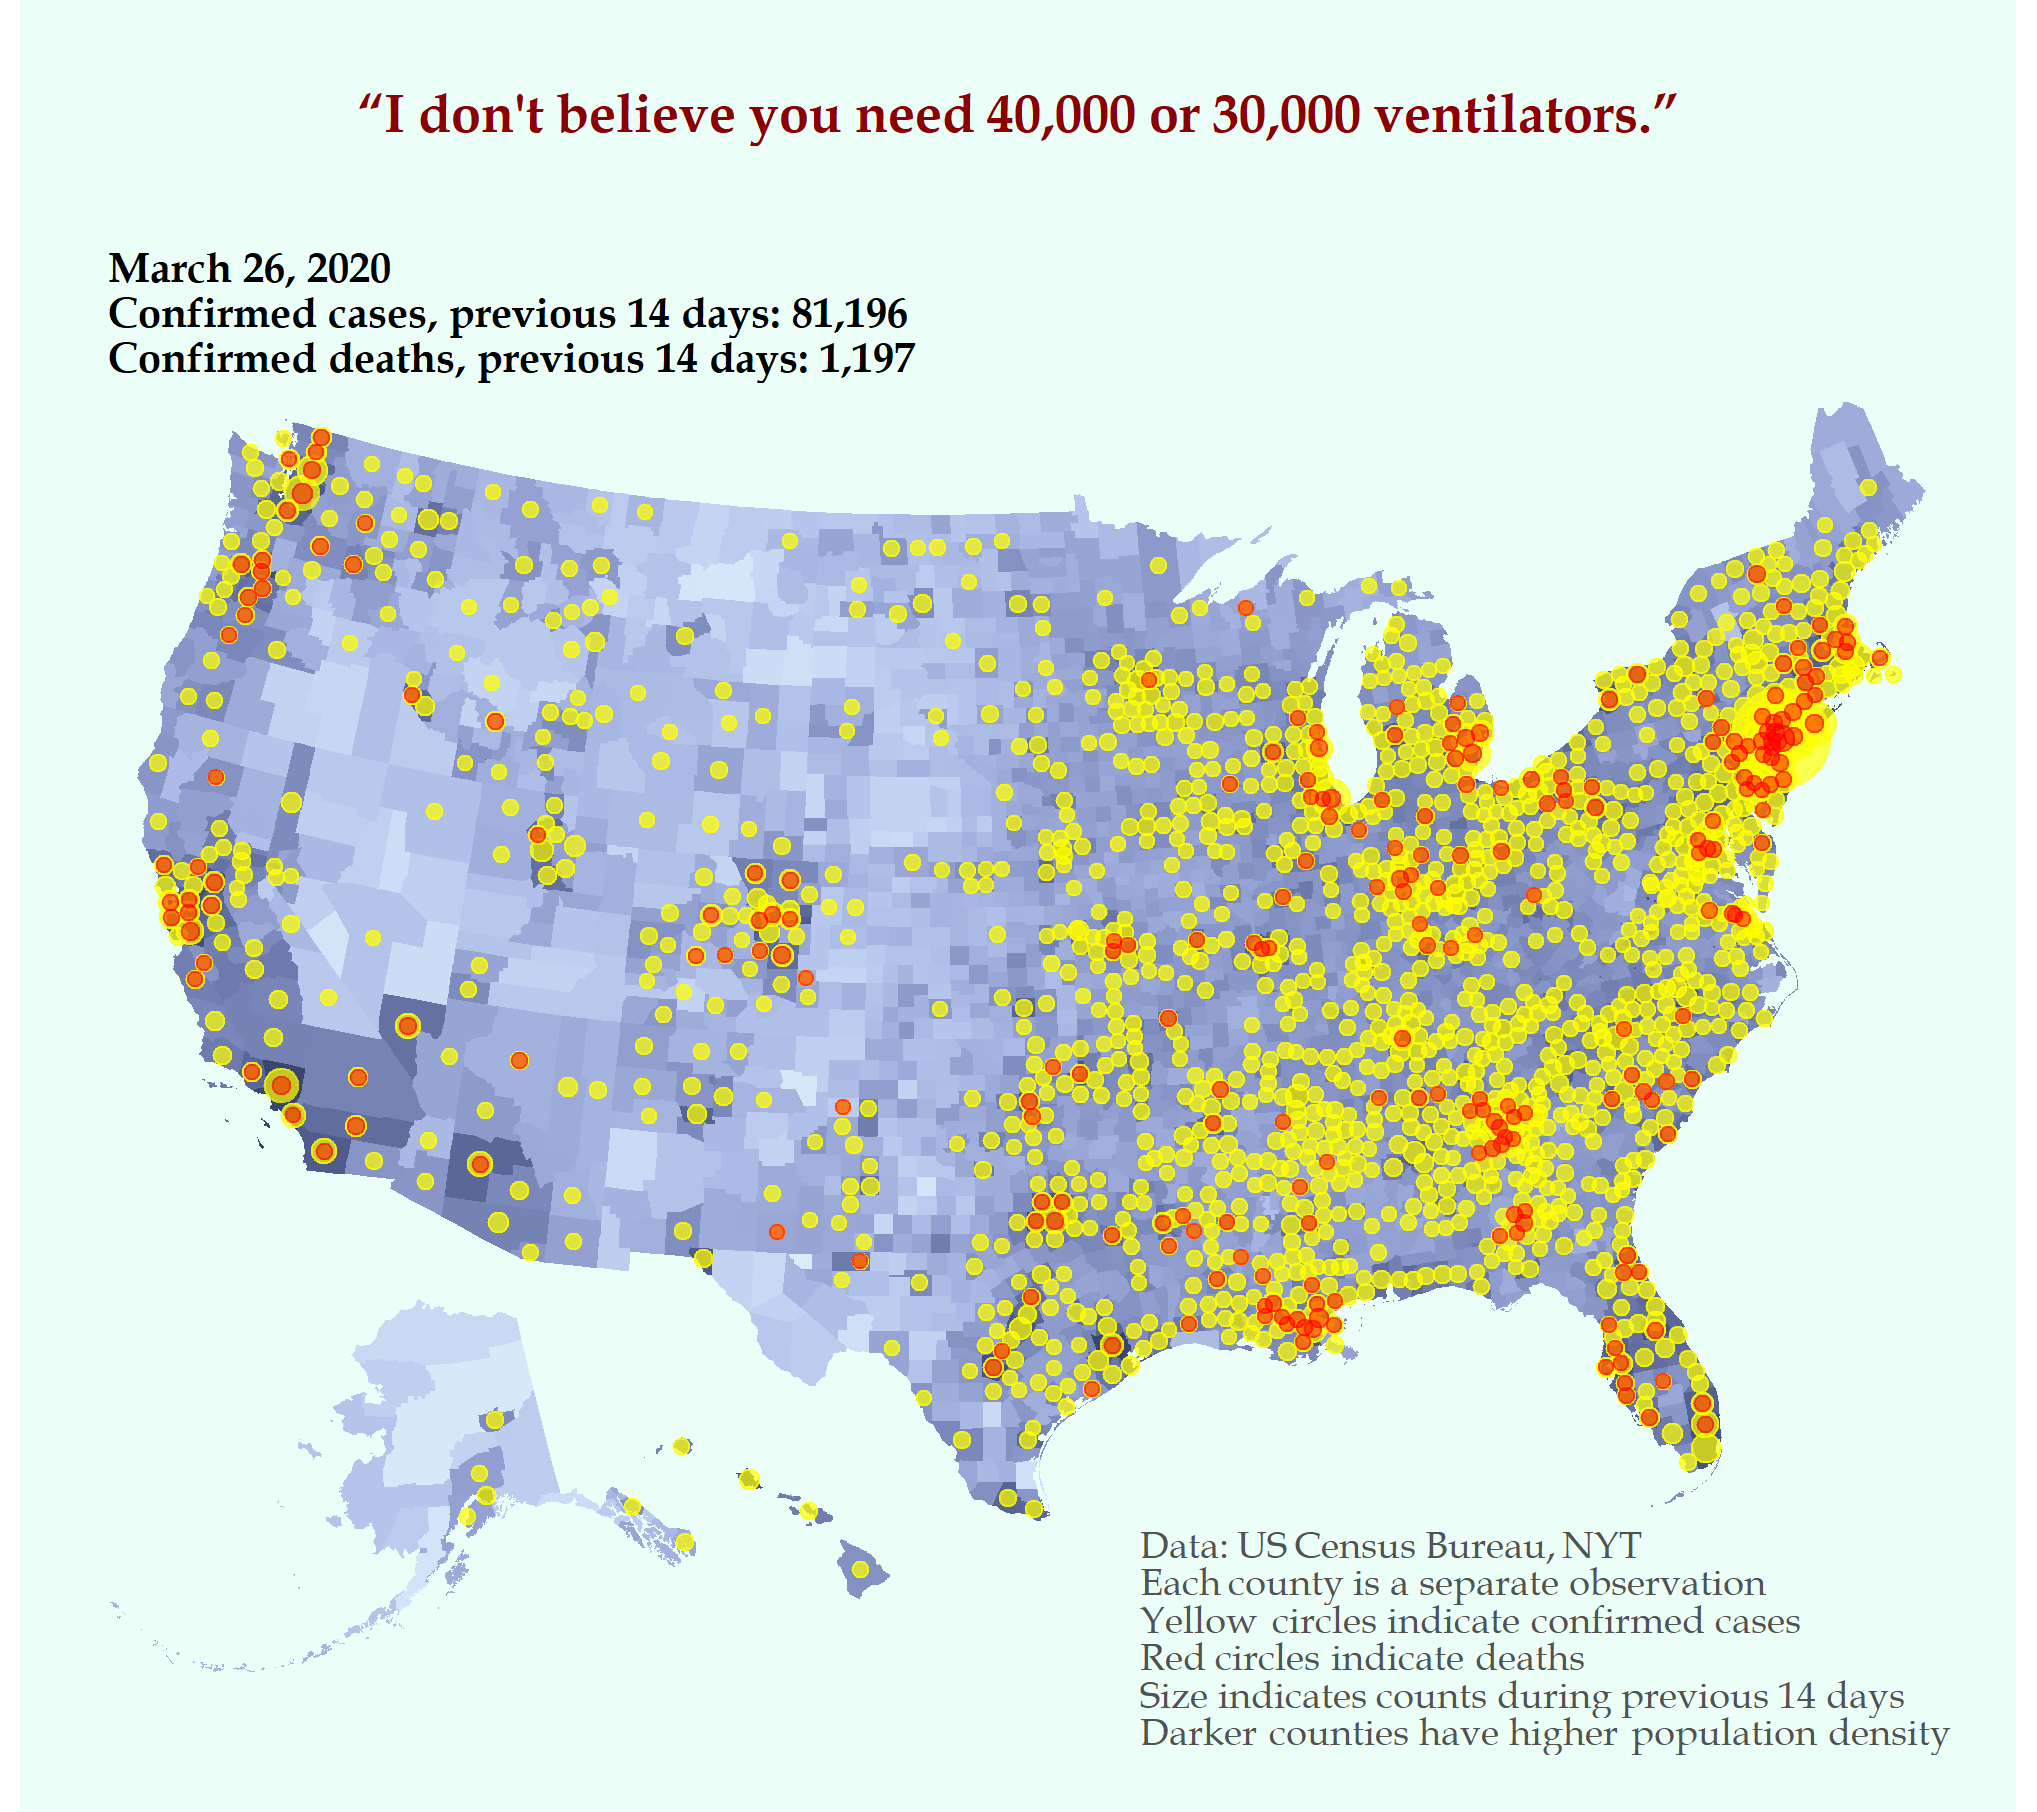 “I don't believe you need 40,000 or 30,000 ventilators.”
March 26, 2020
Confirmed cases, previous 14 days: 81,196
Confirmed deaths, previous 14 days: 1,197
Data: US Census Bureau, NYT
Each county is a separate observation
Yellow circles indicate confirmed cases
Red circles indicate deaths
Size indicates counts during previous 14 days
Darker counties have higher population density